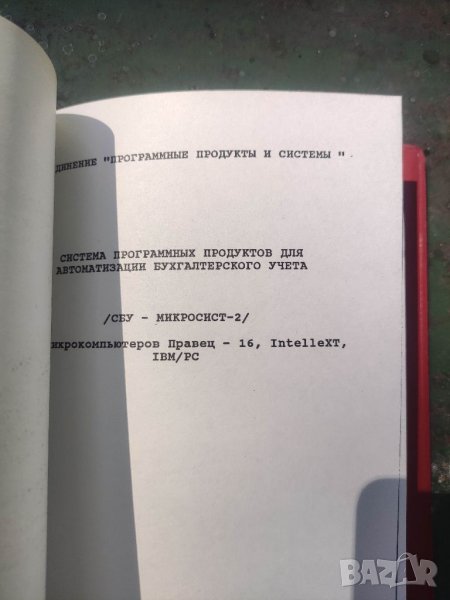 ДИНЕНИЕ "ПРОГРАММНЫЕ ПРОДУКТЫ И СИСТЕМЫ".
СИСТЕМА ПРОГРАММНЫХ ПРОДУКТОВ ДЛЯ
АВТОМАТИЗАЦИИ БУХГАЛТЕРСКОГО УЧЕТА
/СБУ - МИКРОСИСТ-2/
икрокомпьютеров Правец - 16, IntelleXT,
IBM/PC
BAZAR